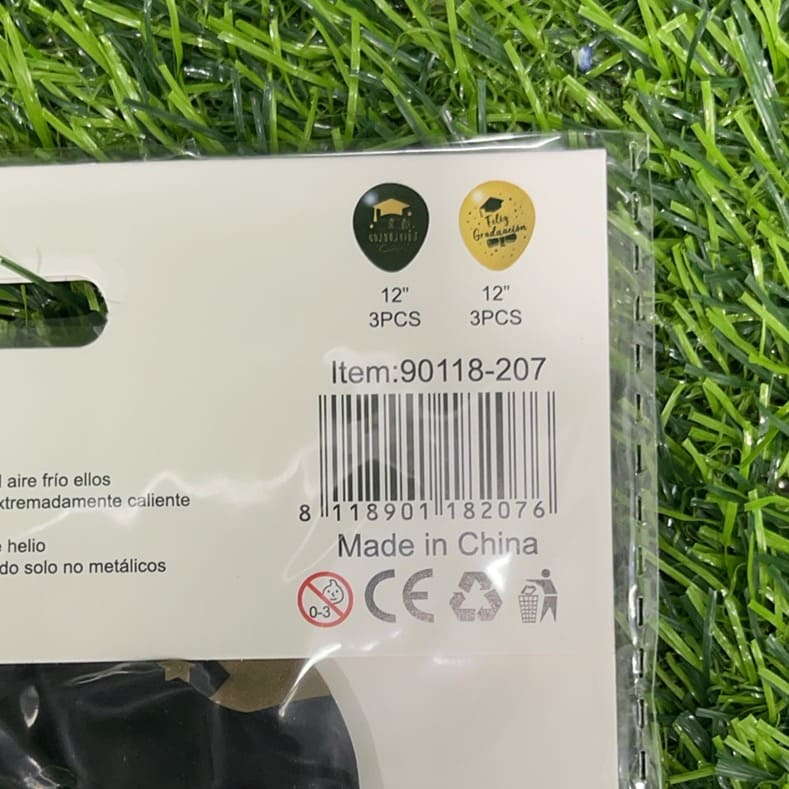 Feliz
Graduación
12"
3PCS
12"
3PCS
Item:90118-207
8 118901 182076
Made in China
0-3
CE
aire frío ellos
extremadamente caliente
helio
do solo no metálicos